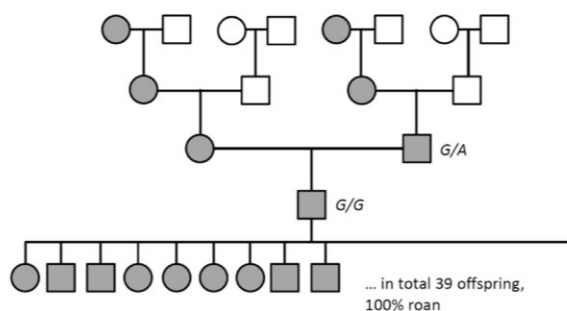 G/A
G/G
... in total 39 offspring,
100% roan